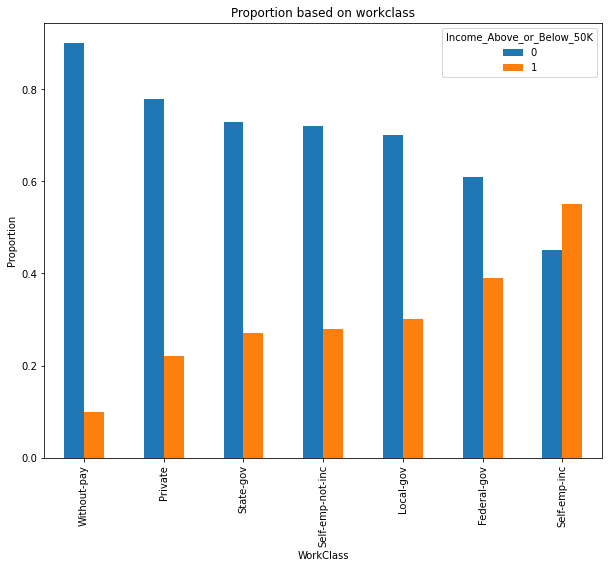 Proportion based on workclass
Income_Above_or_Below_50K
0
1
Proportion
0.8
0.6
0.4
0.2
0.0
Without-pay
Private
State-gov
Self-emp-not-inc
Local-gov
Federal-gov
Self-emp-inc
WorkClass